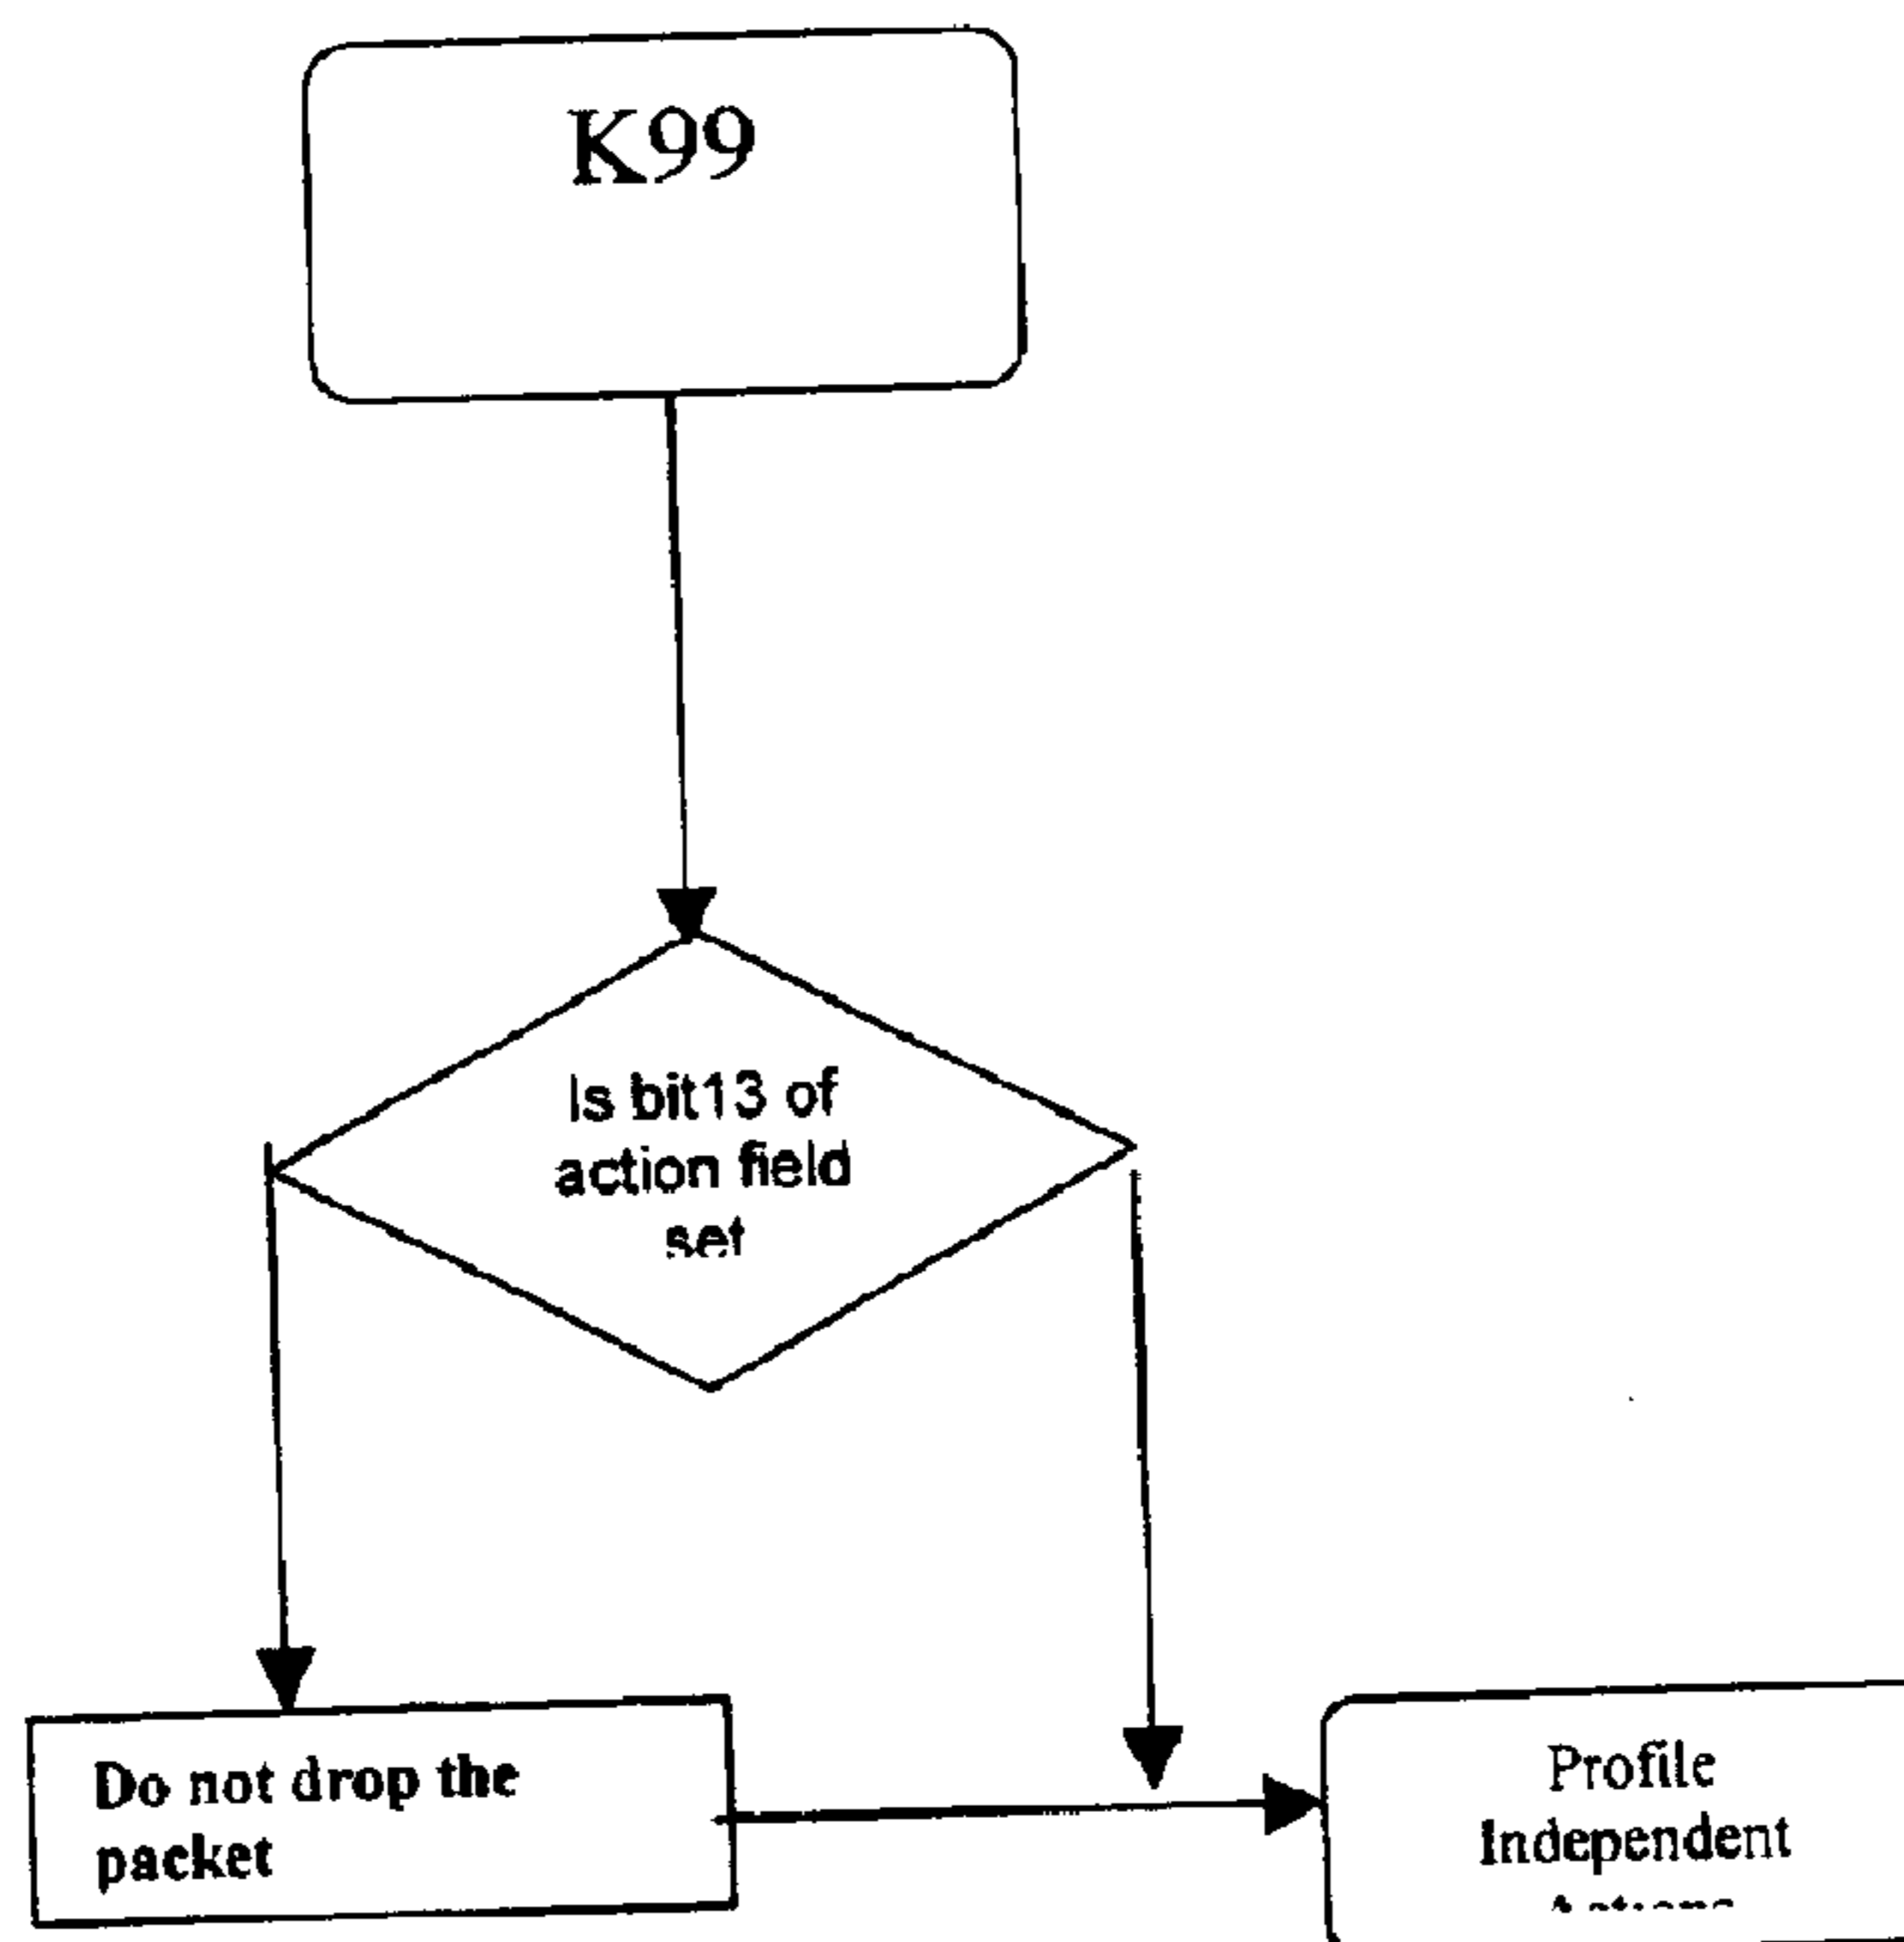 K99
Is bit13 of
action field
set
Do not drop the
packet
Profile
Independent